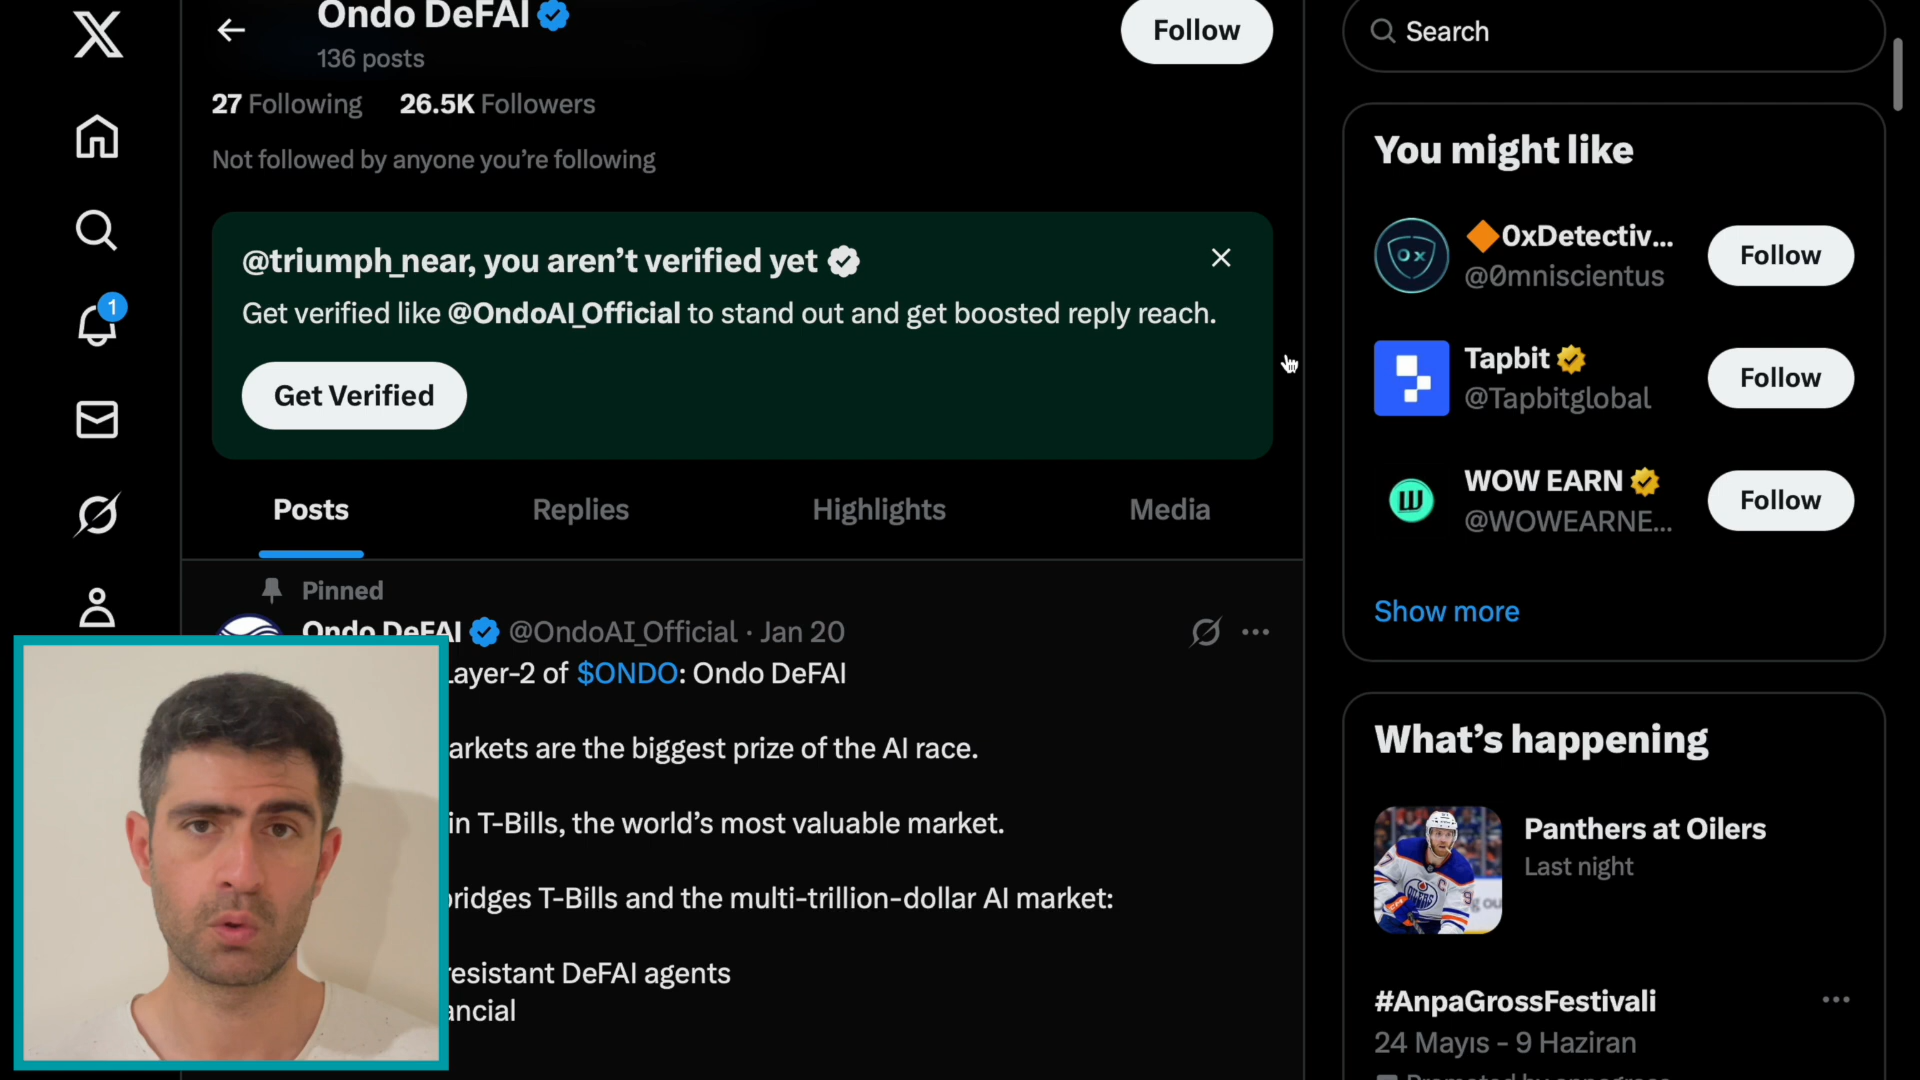 Ondo DeFAI
136 posts
Follow
Search
27 Following 26.5K Followers
Not followed by anyone you're following
@triumph_near, you aren't verified yet
Get verified like @OndoAI_Official to stand out and get boosted reply reach.
Get Verified
Posts Replies Highlights Media
Pinned
Ondo DeFAI @OndoAI_Official · Jan 20
Layer-2 of $ONDO: Ondo DeFAI
arkets are the biggest prize of the AI race.
in T-Bills, the world's most valuable market.
ridges T-Bills and the multi-trillion-dollar AI market:
resistant DeFAI agents
ancial
1
You might like
0xDetectiv...
@0mniscientus
Follow
Tapbit
@Tapbitglobal
Follow
WOW EARN
@WOWEARNE...
Follow
Show more
What's happening
Panthers at Oilers
Last night
#AnpaGrossFestivali
24 Mayıs - 9 Haziran